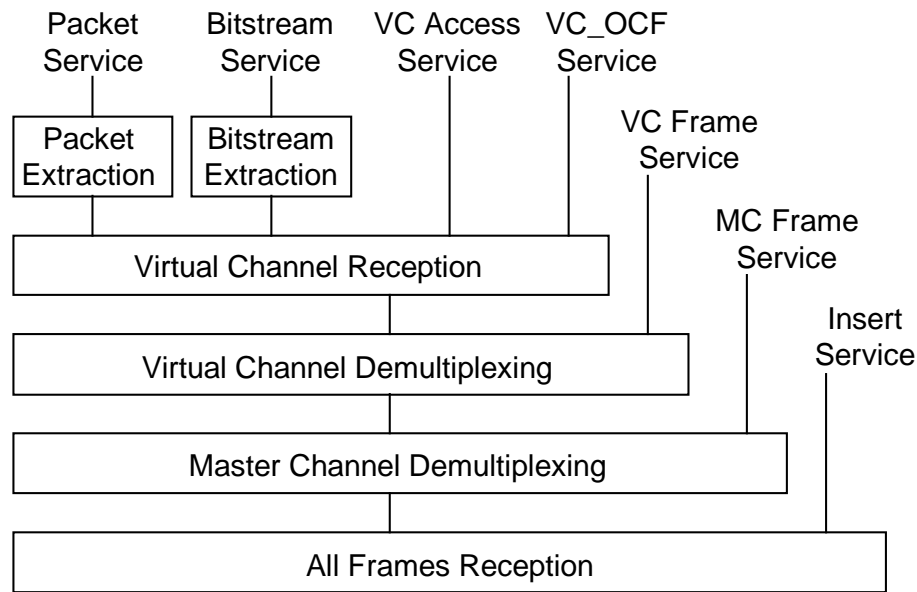 Packet
Service
Bitstream
Service
VC Access
Service
VC_OCF
Service
Packet
Extraction
Bitstream
Extraction
VC Frame
Service
MC Frame
Service
Virtual Channel Reception
Insert
Service
Virtual Channel Demultiplexing
Master Channel Demultiplexing
All Frames Reception